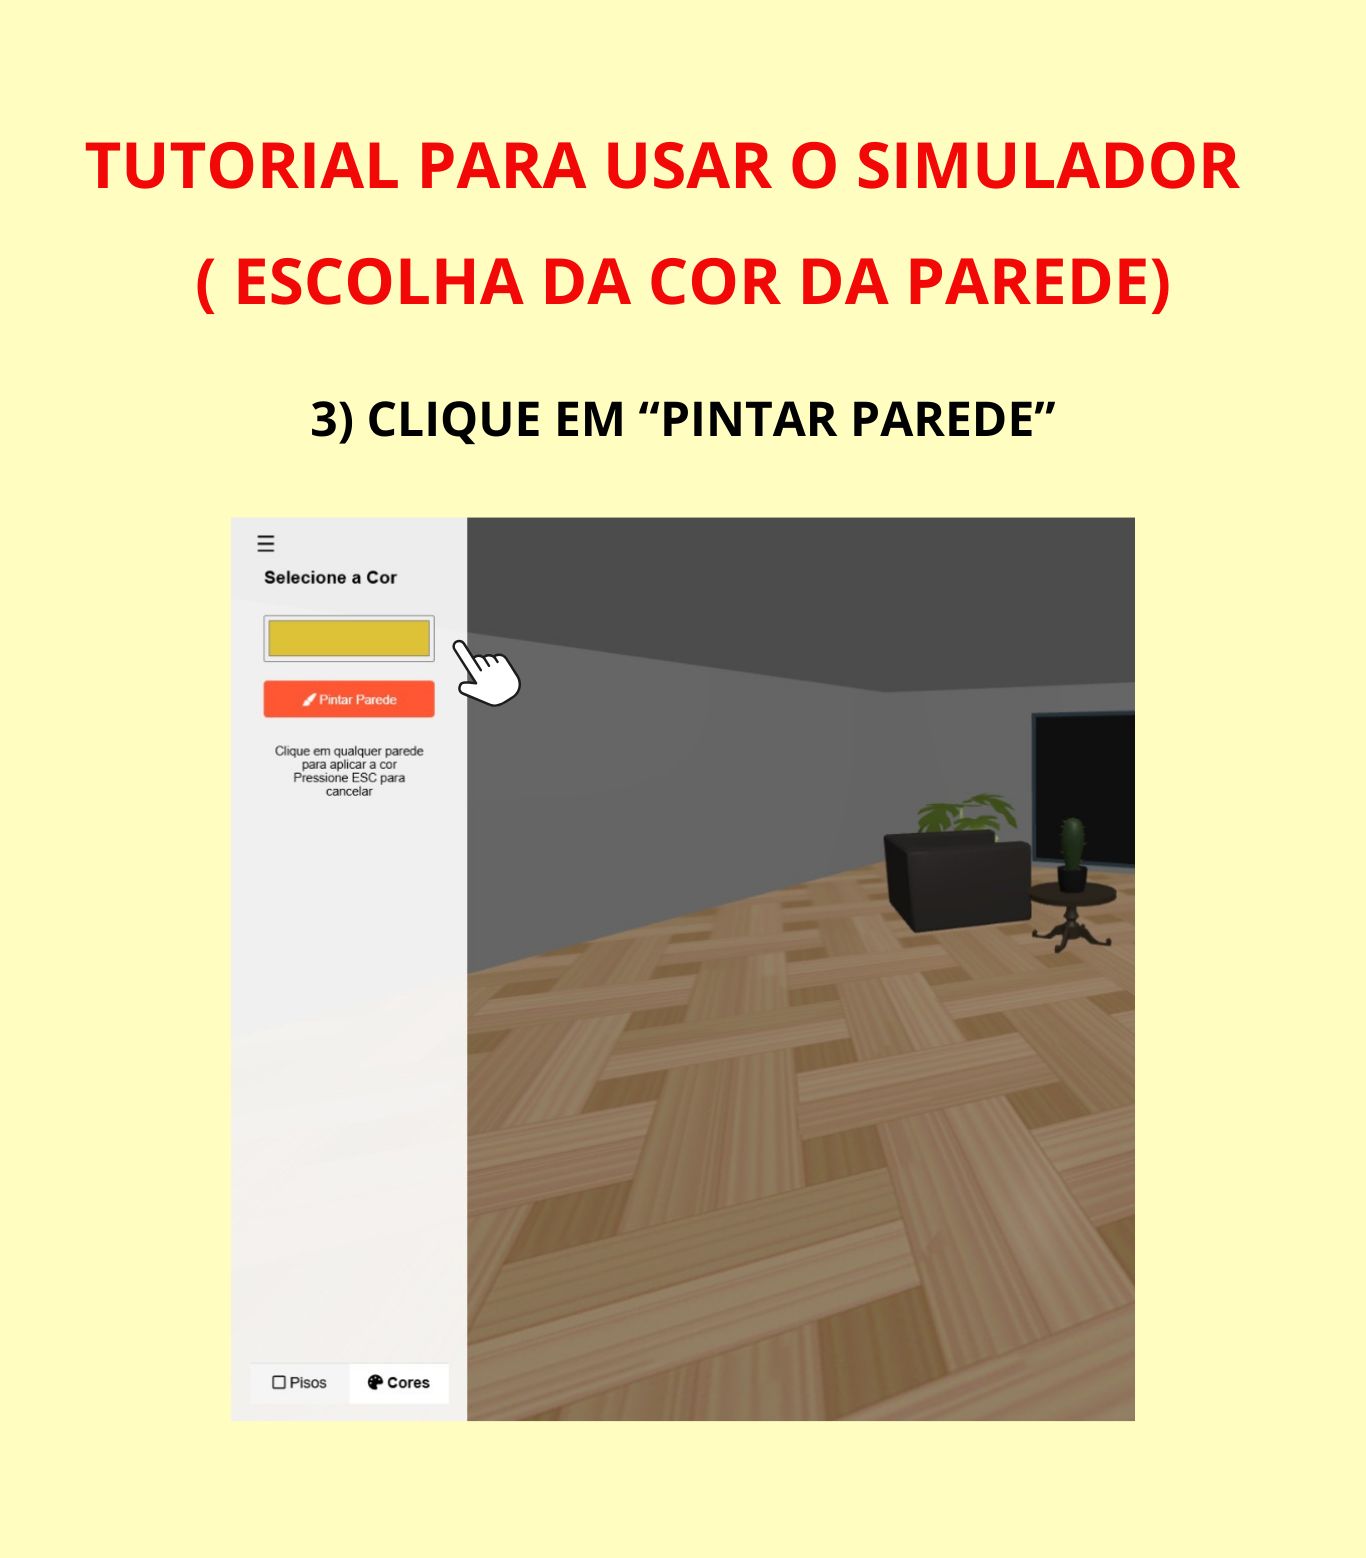 TUTORIAL PARA USAR O SIMULADOR
( ESCOLHA DA COR DA PAREDE)
3) CLIQUE EM “PINTAR PAREDE”
Selecione a Cor
Pintar Parede
Clique em qualquer parede
para aplicar a cor
Pressione ESC para
cancelar
Pisos
Cores